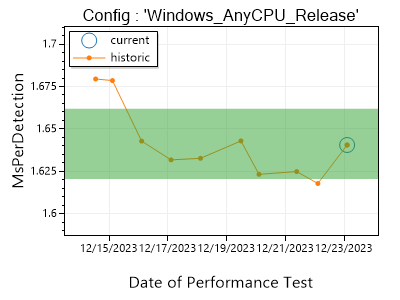 Config : 'Windows_AnyCPU_Release'
current
historic
1.7
1.675
1.65
1.625
1.6
MsPerDetection
12/15/2023 12/17/2023 12/19/2023 12/21/2023 12/23/2023
Date of Performance Test